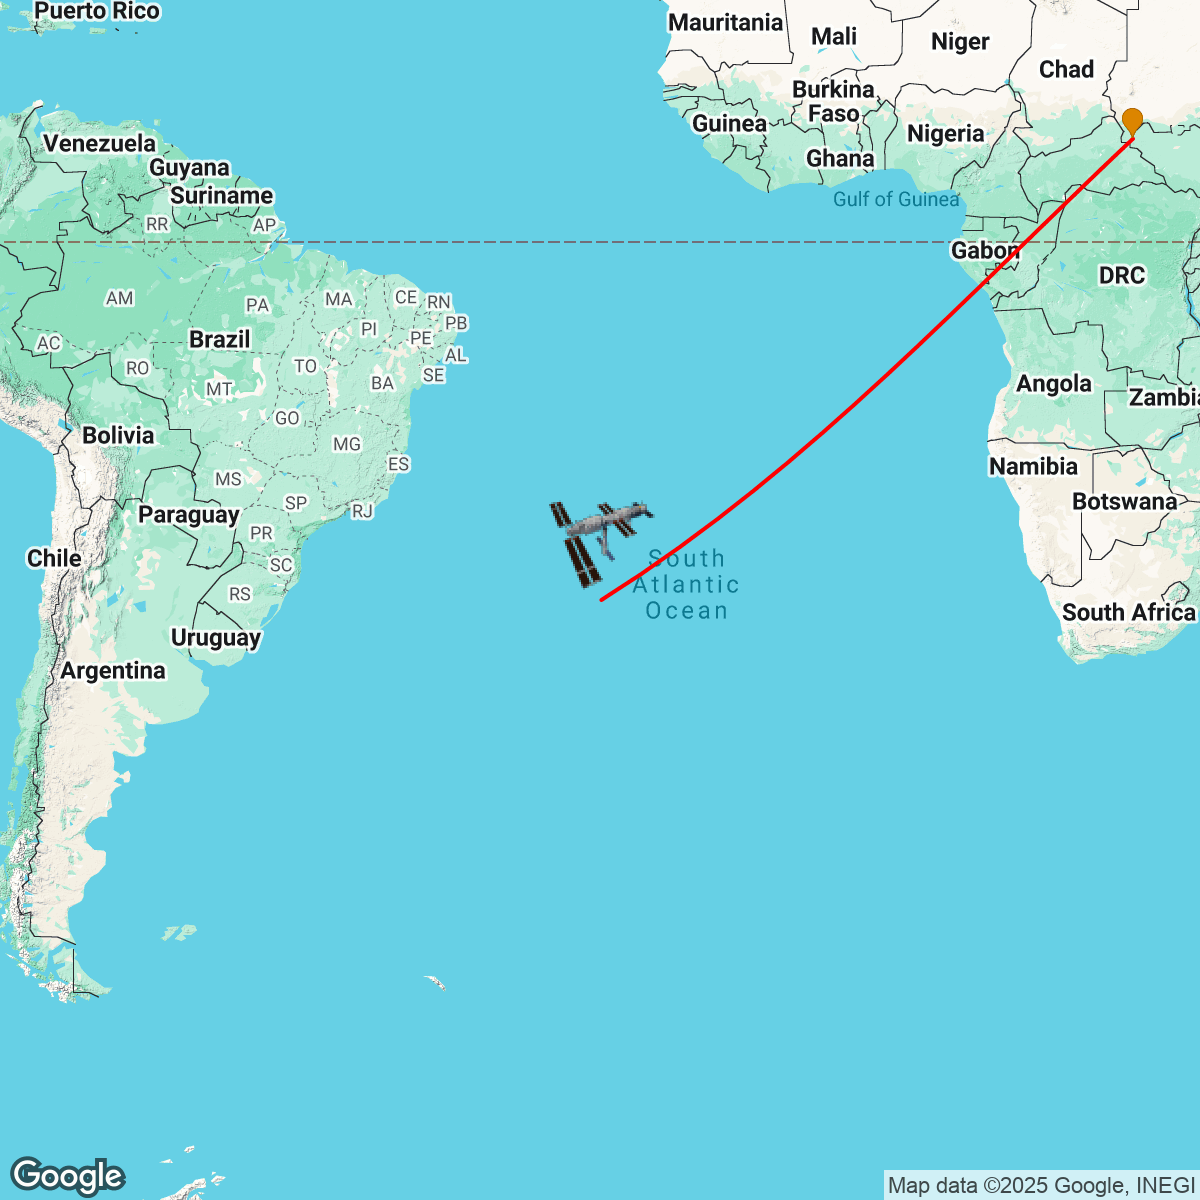 Puerto Rico
Mauritania
Mali
Niger
Chad
Burkina
Faso
Guinea
Nigeria
Ghana
Venezuela
Guyana
Suriname
Gulf of Guinea
RR
AP
Gabon
DRC
AM
PA
MA
CE
RN
PI
PB
PE
AC
Brazil
AL
RO
TO
SE
MT
BA
Angola
Zambia
GO
Bolivia
MG
ES
Namibia
MS
SP
Botswana
Paraguay
RJ
PR
Chile
SC
South
Atlantic
Ocean
RS
South Africa
Uruguay
Argentina
Google
Map data ©2025 Google, INEGI